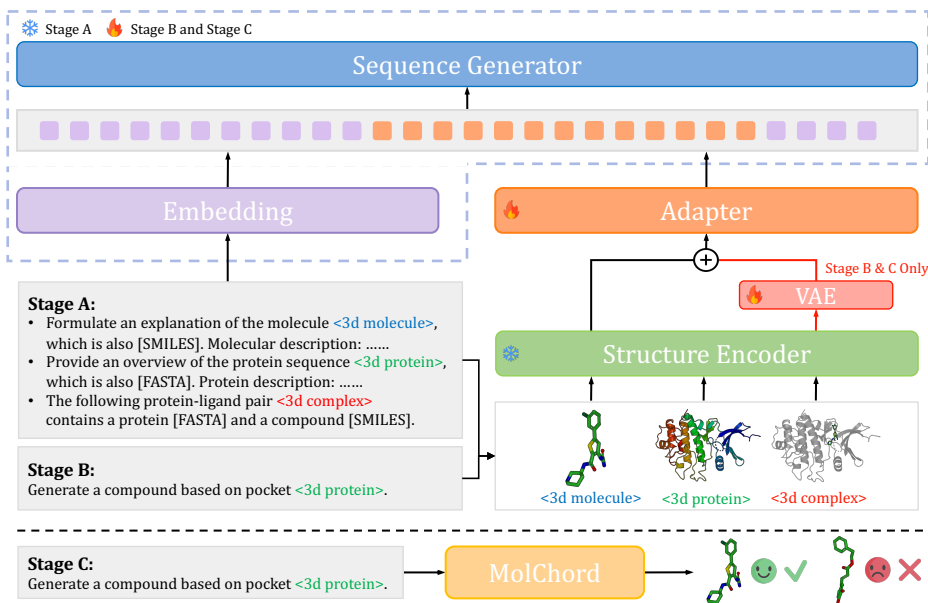 Stage A
Stage B and Stage C
Sequence Generator
Embedding
Adapter
Stage B & C Only
VAE
Structure Encoder
Stage A:
• Formulate an explanation of the molecule <3d molecule>,
which is also [SMILES]. Molecular description: ……
• Provide an overview of the protein sequence <3d protein>,
which is also [FASTA]. Protein description: ……
• The following protein-ligand pair <3d complex>
contains a protein [FASTA] and a compound [SMILES].
Stage B:
Generate a compound based on pocket <3d protein>.
<3d molecule>
<3d protein>
<3d complex>
Stage C:
Generate a compound based on pocket <3d protein>.
MolChord